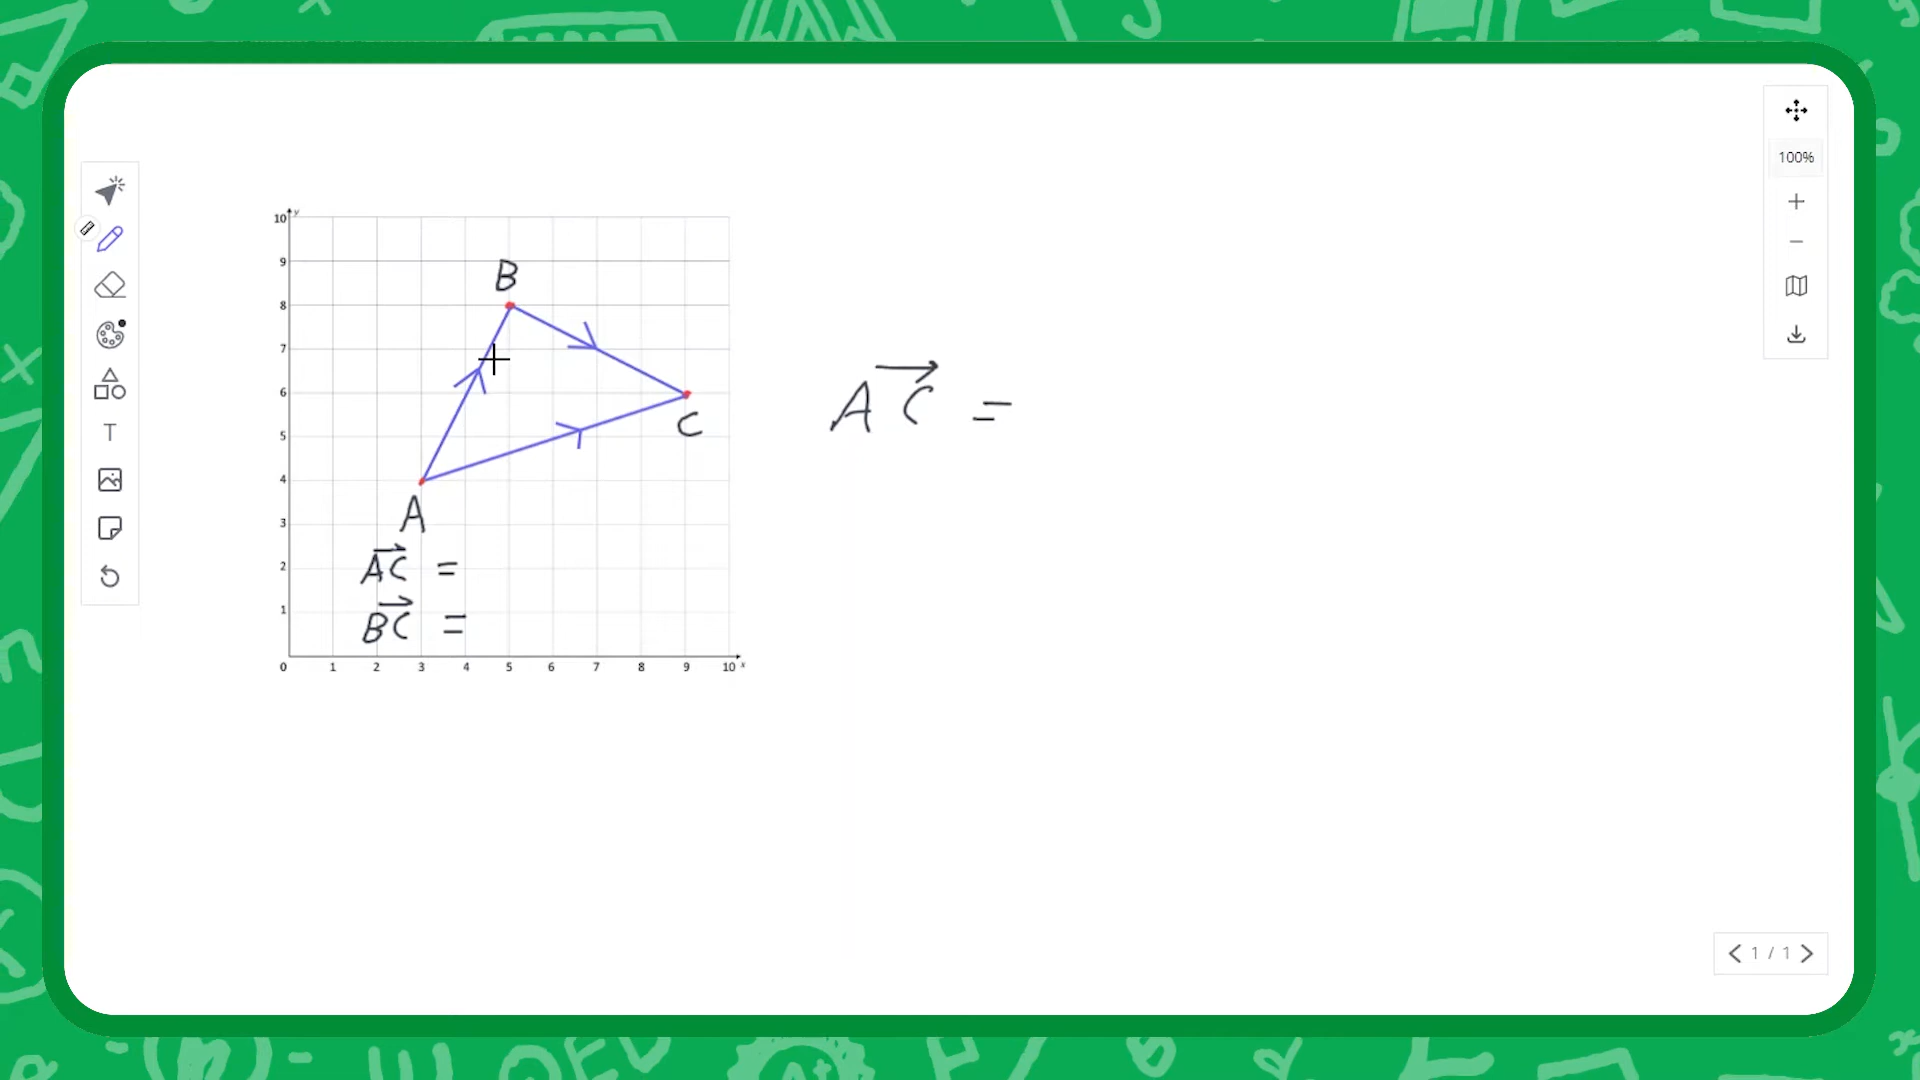 100%
T
10 y
9
B
8
7
6
C
5
4
A
3
AC =
2
BC =
1
0 1 2 3 4 5 6 7 8 9 10 x
AC =
1 / 1